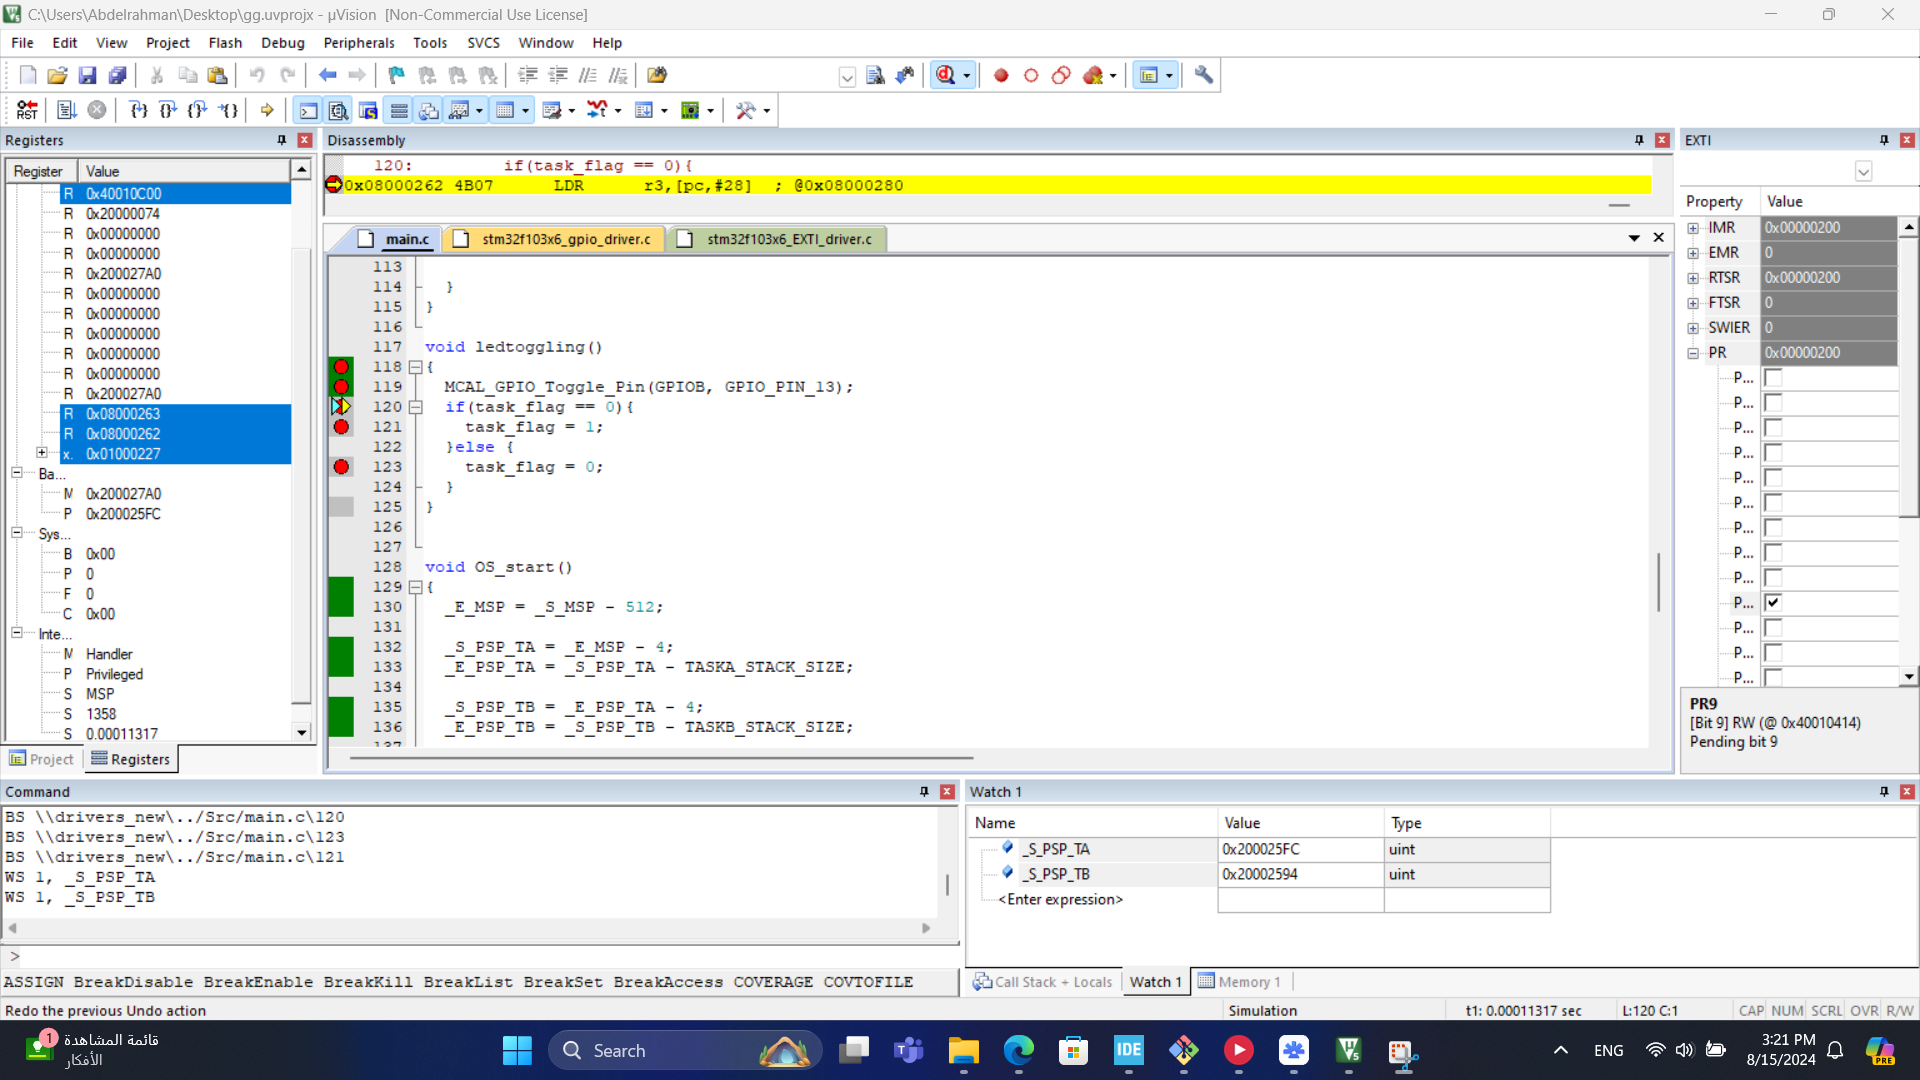 C:\Users\Abdelrahman\Desktop\gg.uvprojx - µVision [Non-Commercial Use License]
File Edit View Project Flash Debug Peripherals Tools SVCS Window Help
Registers
Register Value
R 0x40010C00
R 0x20000074
R 0x00000000
R 0x00000000
R 0x200027A0
R 0x00000000
R 0x00000000
R 0x00000000
R 0x00000000
R 0x00000000
R 0x200027A0
R 0x08000263
R 0x08000262
x. 0x01000227
Ba...
M 0x200027A0
P 0x200025FC
Sys...
B 0x00
P 0
F 0
C 0x00
Inte...
M Handler
P Privileged
S MSP
S 1358
S 0.00011317
Project Registers
Disassembly
120: if(task_flag == 0){
0x08000262 4B07 LDR r3,[pc,#28] ; @0x08000280
main.c stm32f103x6_gpio_driver.c stm32f103x6_EXTI_driver.c
113
114 }
115 }
116
117 void ledtoggling()
118 {
119 MCAL_GPIO_Toggle_Pin(GPIOB, GPIO_PIN_13);
120 if(task_flag == 0){
121 task_flag = 1;
122 }else {
123 task_flag = 0;
124 }
125 }
126
127
128 void OS_start()
129 {
130 _E_MSP = _S_MSP - 512;
131
132 _S_PSP_TA = _E_MSP - 4;
133 _E_PSP_TA = _S_PSP_TA - TASKA_STACK_SIZE;
134
135 _S_PSP_TB = _E_PSP_TA - 4;
136 _E_PSP_TB = _S_PSP_TB - TASKB_STACK_SIZE;
137
EXTI
Property Value
IMR 0x00000200
EMR 0
RTSR 0x00000200
FTSR 0
SWIER 0
PR 0x00000200
P...
P...
P...
P...
P...
P...
P...
P...
P...
P...
P...
P...
P...
PR9
[Bit 9] RW (@ 0x40010414)
Pending bit 9
Command
BS \\drivers_new\../Src/main.c\120
BS \\drivers_new\../Src/main.c\123
BS \\drivers_new\../Src/main.c\121
WS 1, _S_PSP_TA
WS 1, _S_PSP_TB
>
ASSIGN BreakDisable BreakEnable BreakKill BreakList BreakSet BreakAccess COVERAGE COVTOFILE
Watch 1
Name Value Type
_S_PSP_TA 0x200025FC uint
_S_PSP_TB 0x20002594 uint
<Enter expression>
Call Stack + Locals Watch 1 Memory 1
Redo the previous Undo action Simulation t1: 0.00011317 sec L:120 C:1 CAP NUM SCRL OVR R/W
1 قائمة المشاهدة
الأفكار
Search
IDE
ENG
3:21 PM
8/15/2024
PRE